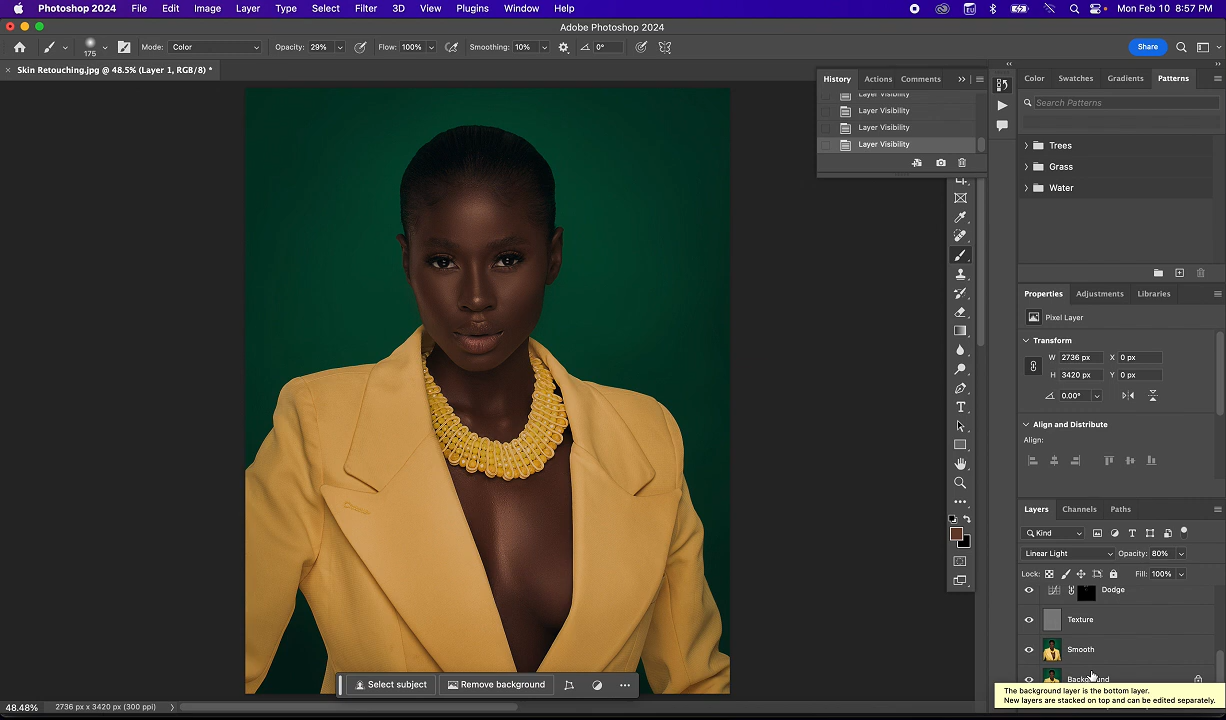 Photoshop 2024 File Edit Image Layer Type Select Filter 3D View Plugins Window Help Mon Feb 10 8:57 PM
Adobe Photoshop 2024
175 Mode: Color Opacity: 29% Flow: 100% Smoothing: 10% 0° Share
Skin Retouching.jpg @ 48.5% (Layer 1, RGB/8) *
History Actions Comments
Color Swatches Gradients Patterns
Layer Visibility
Layer Visibility
Layer Visibility
Layer Visibility
Search Patterns
Trees
Grass
Water
Properties Adjustments Libraries
Pixel Layer
Transform
W 2736 px X 0 px
H 3420 px Y 0 px
0.00°
Align and Distribute
Align:
Layers Channels Paths
Kind
Linear Light Opacity: 80%
Lock: Fill: 100%
Dodge
Texture
Smooth
Background
The background layer is the bottom layer.
New layers are stacked on top and can be edited separately.
Select subject Remove background
48.48% 2736 px x 3420 px (300 ppi)